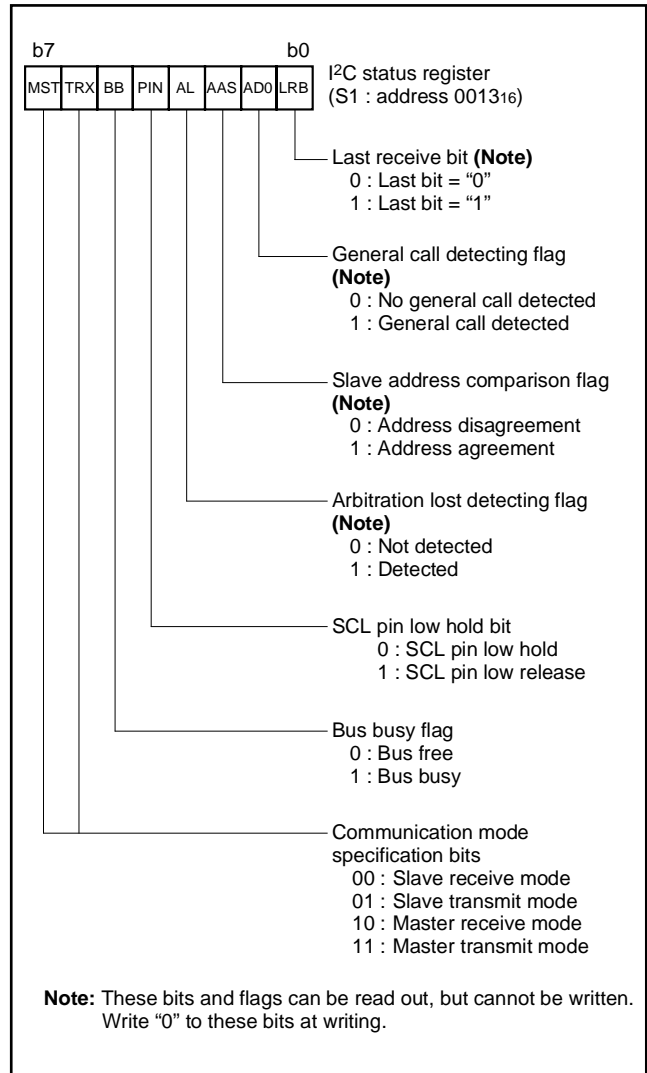 b7 b0
MST TRX BB PIN AL AAS AD0 LRB
I2C status register
(S1 : address 001316)
Last receive bit (Note)
0 : Last bit = “0”
1 : Last bit = “1”
General call detecting flag
(Note)
0 : No general call detected
1 : General call detected
Slave address comparison flag
(Note)
0 : Address disagreement
1 : Address agreement
Arbitration lost detecting flag
(Note)
0 : Not detected
1 : Detected
SCL pin low hold bit
0 : SCL pin low hold
1 : SCL pin low release
Bus busy flag
0 : Bus free
1 : Bus busy
Communication mode
specification bits
00 : Slave receive mode
01 : Slave transmit mode
10 : Master receive mode
11 : Master transmit mode
Note: These bits and flags can be read out, but cannot be written.
Write “0” to these bits at writing.